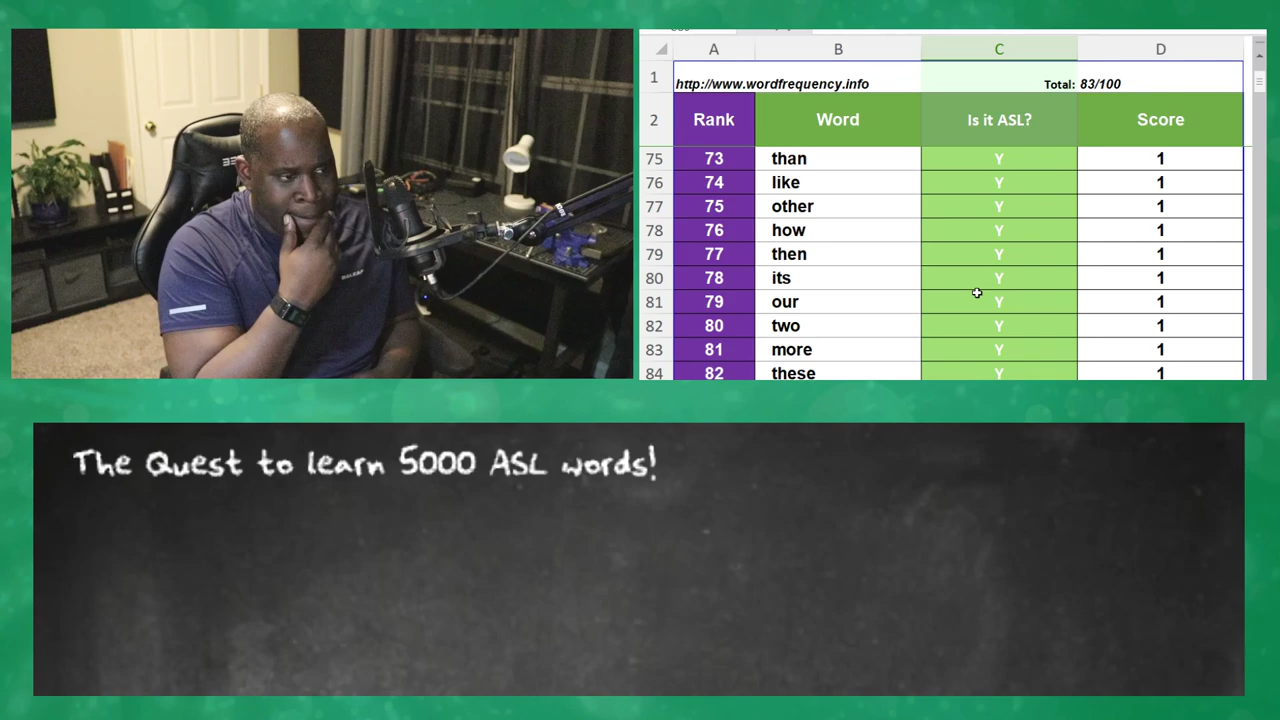 A B C D
1 http://www.wordfrequency.info Total: 83/100
2 Rank Word Is it ASL? Score
75 73 than Y 1
76 74 like Y 1
77 75 other Y 1
78 76 how Y 1
79 77 then Y 1
80 78 its Y 1
81 79 our Y 1
82 80 two Y 1
83 81 more Y 1
84 82 these Y 1
The Quest to learn 5000 ASL words!